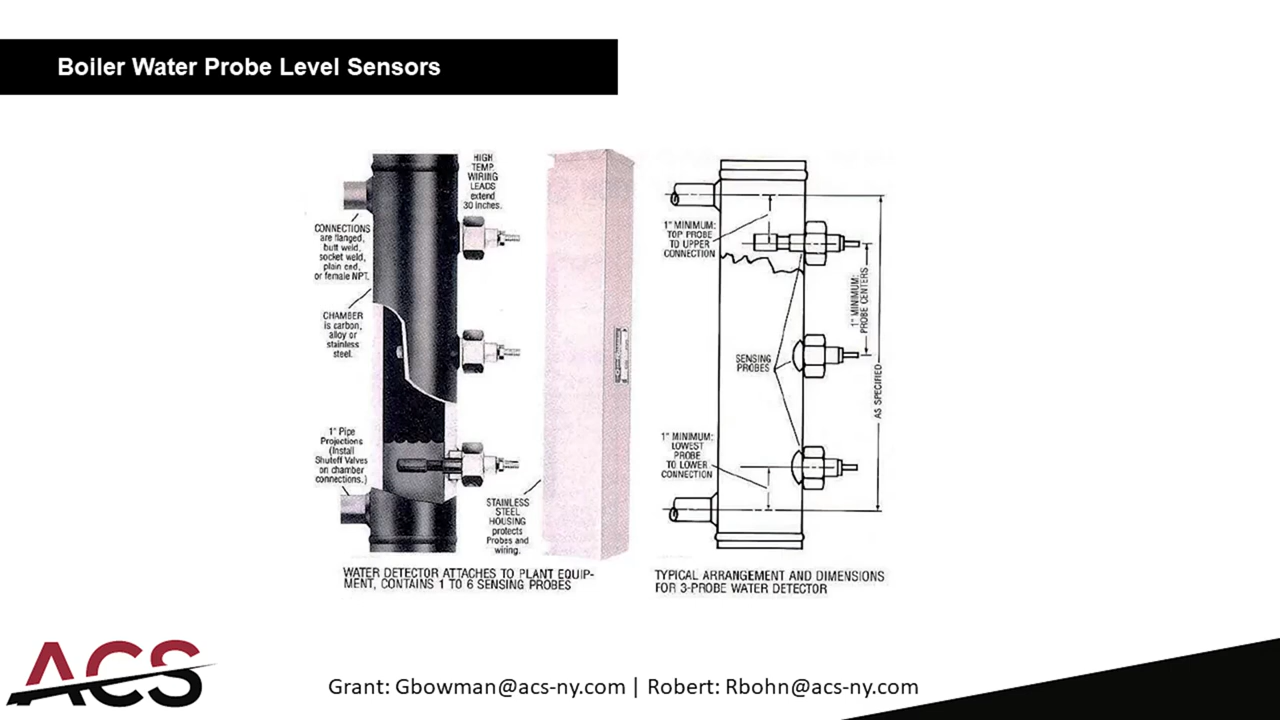 Boiler Water Probe Level Sensors
HIGH
TEMP.
WIRING
LEADS
extend
30 inches.
CONNECTIONS
are flanged,
butt weld,
socket weld,
plain end,
or female NPT.
CHAMBER
is carbon,
alloy or
stainless
steel.
1" Pipe
Projections
(Install
Shutoff Valves
on chamber
connections.)
STAINLESS
STEEL
HOUSING
protects
Probes and
wiring.
WATER DETECTOR ATTACHES TO PLANT EQUIP-
MENT, CONTAINS 1 TO 6 SENSING PROBES
1" MINIMUM:
TOP PROBE
TO UPPER
CONNECTION
1" MINIMUM:
PROBE CENTERS
SENSING
PROBES
AS SPECIFIED
1" MINIMUM:
LOWEST
PROBE
TO LOWER
CONNECTION
TYPICAL ARRANGEMENT AND DIMENSIONS
FOR 3-PROBE WATER DETECTOR
ACS
Grant: Gbowman@acs-ny.com | Robert: Rbohn@acs-ny.com